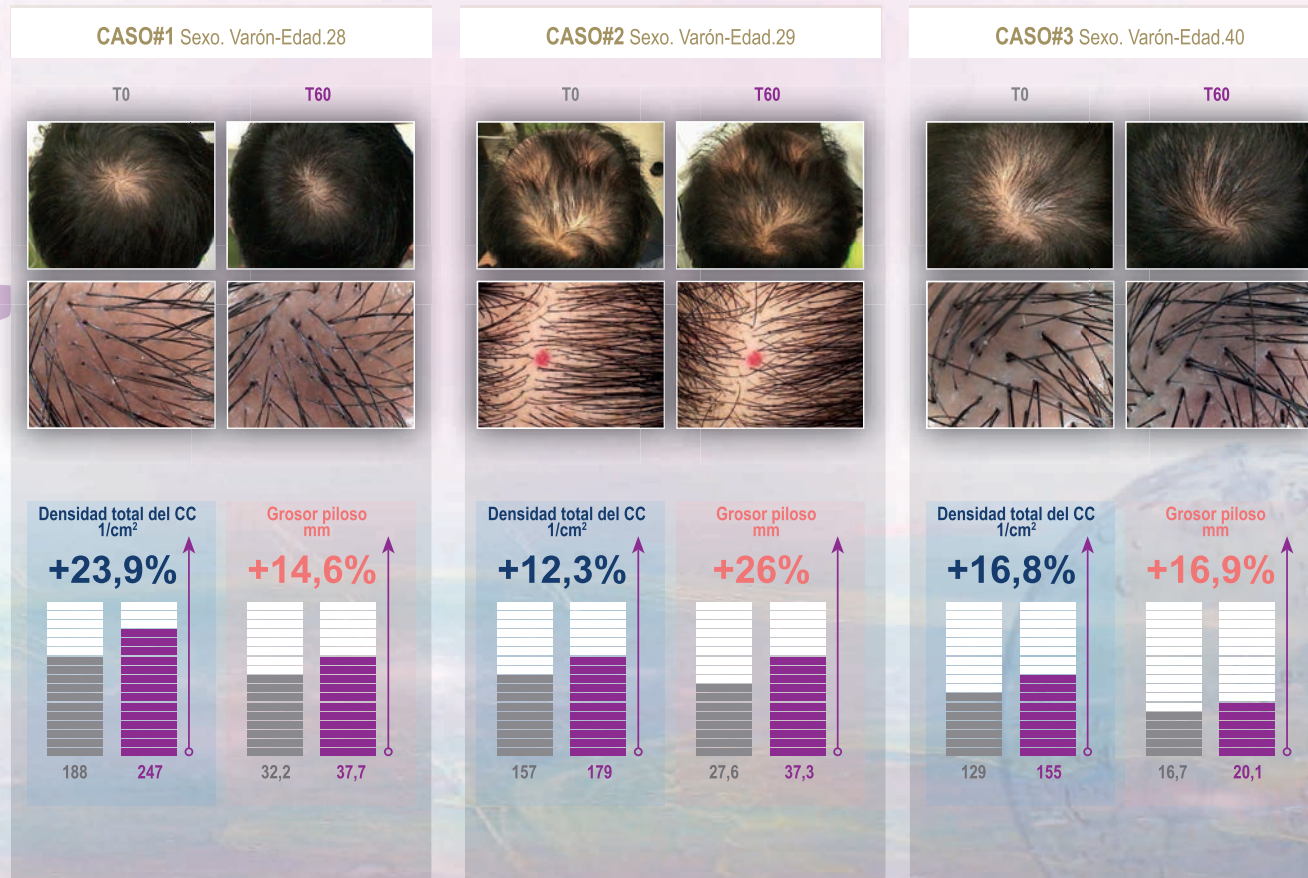 CASO#1 Sexo. Varón-Edad.28
T0
T60
Densidad total del CC
1/cm²
+23,9%
188
247
Grosor piloso
mm
+14,6%
32,2
37,7
CASO#2 Sexo. Varón-Edad.29
T0
T60
Densidad total del CC
1/cm²
+12,3%
157
179
Grosor piloso
mm
+26%
27,6
37,3
CASO#3 Sexo. Varón-Edad.40
T0
T60
Densidad total del CC
1/cm²
+16,8%
129
155
Grosor piloso
mm
+16,9%
16,7
20,1